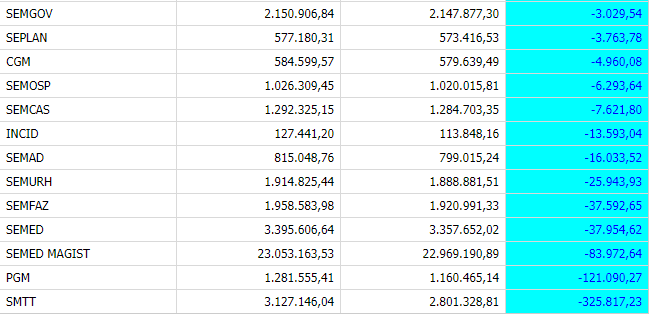 SEMGOV 2.150.906,84 2.147.877,30 -3.029,54
SEPLAN 577.180,31 573.416,53 -3.763,78
CGM 584.599,57 579.639,49 -4.960,08
SEMOSP 1.026.309,45 1.020.015,81 -6.293,64
SEMCAS 1.292.325,15 1.284.703,35 -7.621,80
INCID 127.441,20 113.848,16 -13.593,04
SEMAD 815.048,76 799.015,24 -16.033,52
SEMURH 1.914.825,44 1.888.881,51 -25.943,93
SEMFAZ 1.958.583,98 1.920.991,33 -37.592,65
SEMED 3.395.606,64 3.357.652,02 -37.954,62
SEMED MAGIST 23.053.163,53 22.969.190,89 -83.972,64
PGM 1.281.555,41 1.160.465,14 -121.090,27
SMTT 3.127.146,04 2.801.328,81 -325.817,23